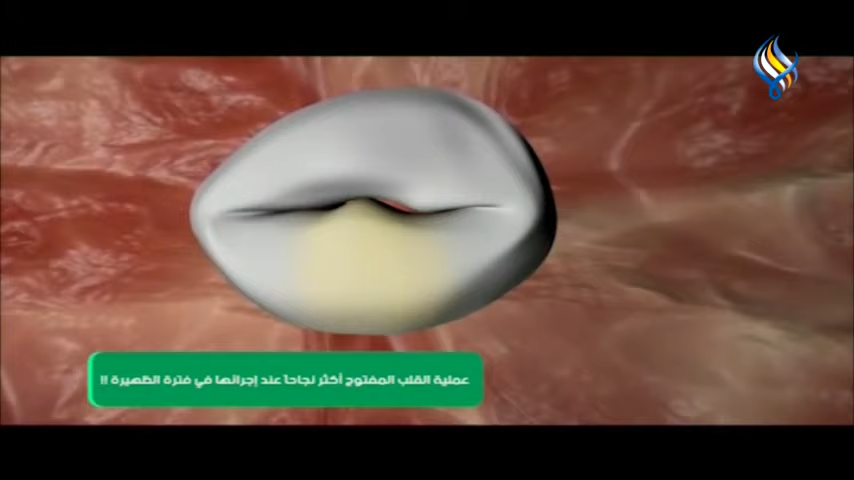 عملية القلب المفتوح أكثر نجاحاً عند إجرائها في فترة الظهيرة !!